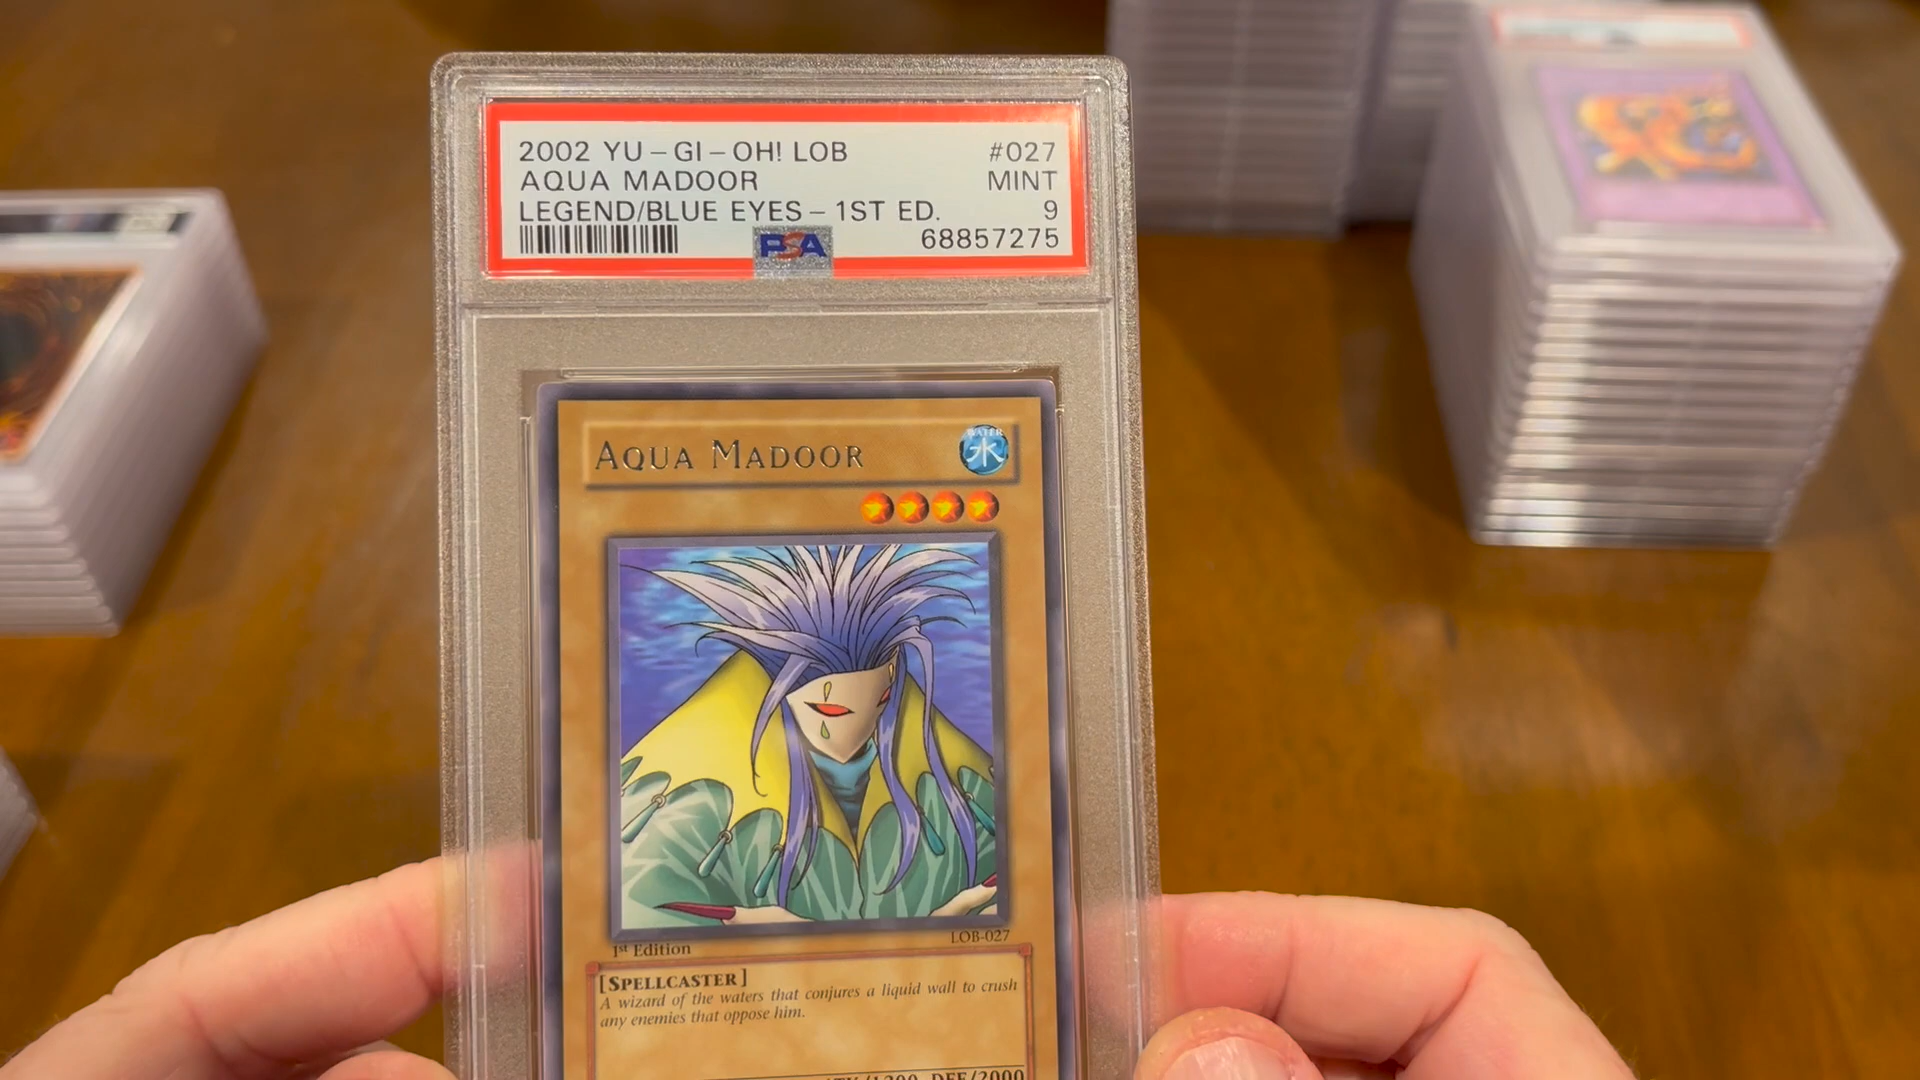 2002 YU-GI-OH! LOB #027
AQUA MADOOR MINT
LEGEND/BLUE EYES - 1ST ED. 9
PSA 68857275
AQUA MADOOR
WATER
水
1st Edition LOB-027
[SPELLCASTER]
A wizard of the waters that conjures a liquid wall to crush
any enemies that oppose him.
ATK/1200 DEF/2000